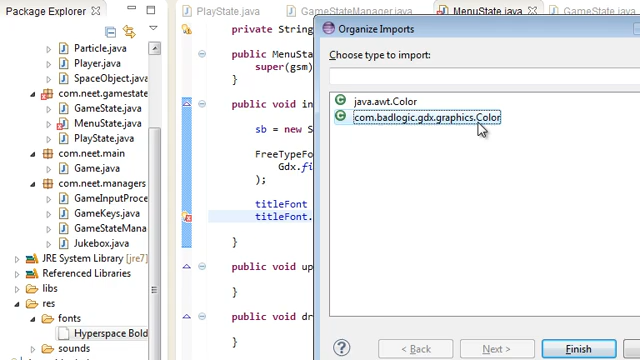 Package Explorer
PlayState.java
GameStateManager.java
MenuState.java
GameState.java
Particle.java
Player.java
SpaceObject.java
com.neet.gamestate
GameState.java
MenuState.java
PlayState.java
com.neet.main
Game.java
com.neet.managers
GameInputProce
GameKeys.java
GameStateMana
Jukebox.java
JRE System Library [jre7]
Referenced Libraries
libs
res
fonts
Hyperspace Bold
sounds
private String
public MenuState
super(gsm)
}
public void in
sb = new S
FreeTypeFo
Gdx.fi
);
titleFont
titleFont.
}
public void up
}
public void dr
}
Organize Imports
Choose type to import:
java.awt.Color
com.badlogic.gdx.graphics.Color
?
< Back
Next >
Finish